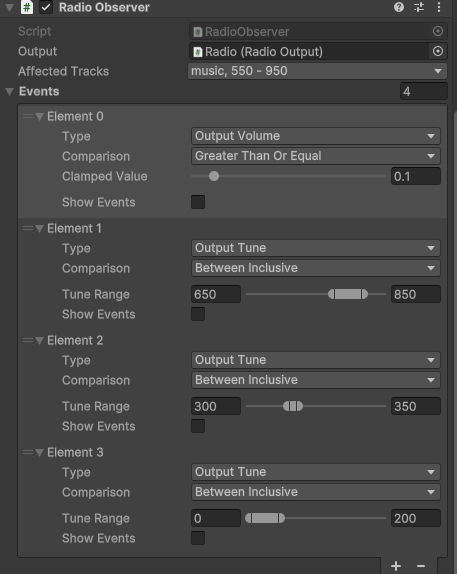 Radio Observer
Script RadioObserver
Output Radio (Radio Output)
Affected Tracks music, 550 - 950
Events 4
Element 0
Type Output Volume
Comparison Greater Than Or Equal
Clamped Value 0.1
Show Events
Element 1
Type Output Tune
Comparison Between Inclusive
Tune Range 650 850
Show Events
Element 2
Type Output Tune
Comparison Between Inclusive
Tune Range 300 350
Show Events
Element 3
Type Output Tune
Comparison Between Inclusive
Tune Range 0 200
Show Events